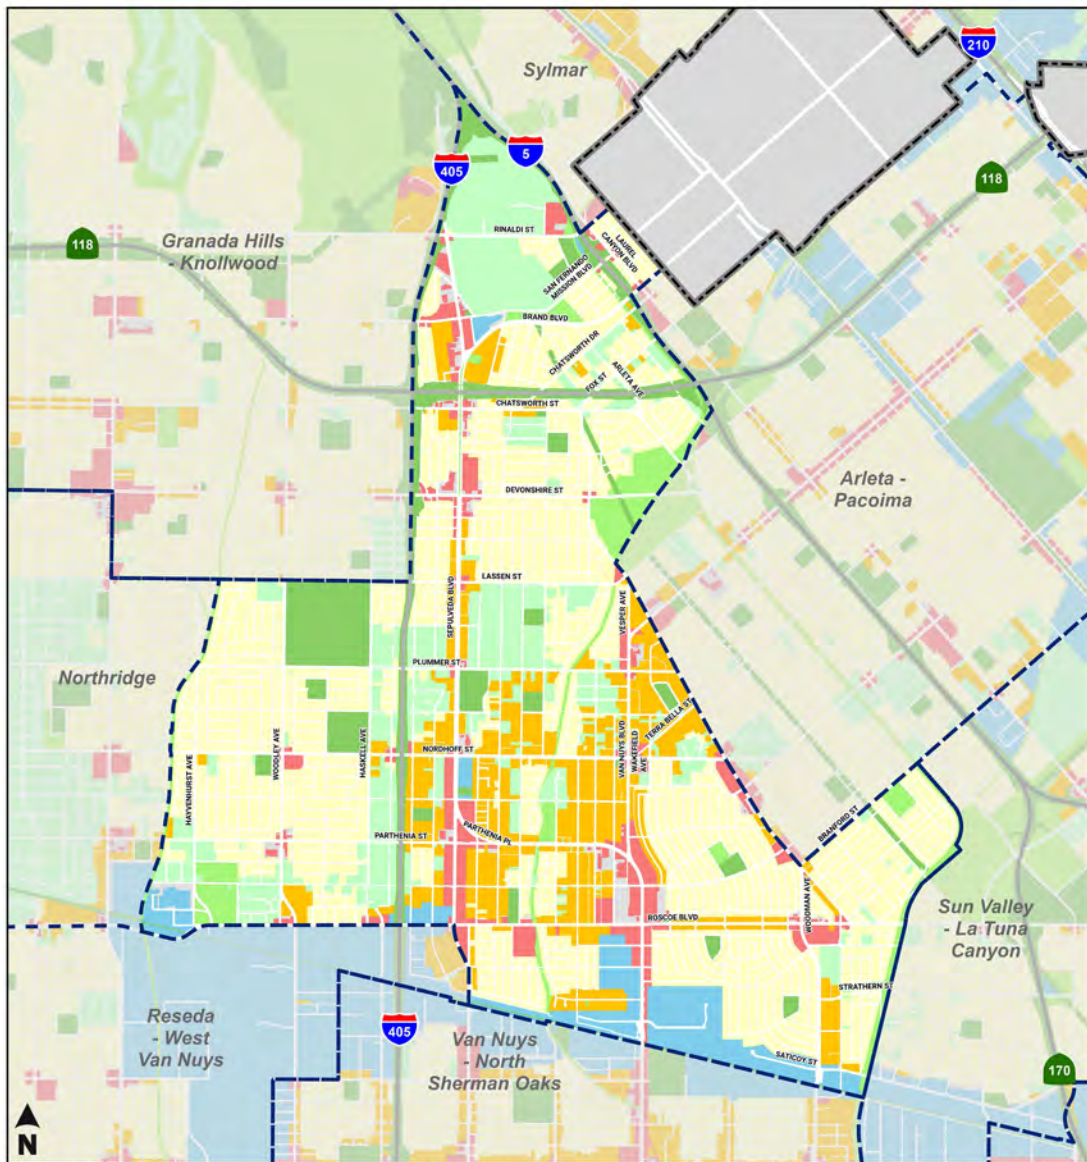 210
Sylmar
5
405
118
118
Granada Hills
- Knollwood
RINALDI ST
LAUREL
CANYON BLVD
SAN FERNANDO
MISSION BLVD
BRAND BLVD
CHATSWORTH DR
ARLETA AVE
FOX ST
CHATSWORTH ST
Arleta -
Pacoima
DEVONSHIRE ST
LASSEN ST
SEPULVEDA BLVD
VESPER AVE
PLUMMER ST
Northridge
TERRA BELLA ST
HAYVENHURST AVE
WOODLEY AVE
HASKELL AVE
NORDHOFF ST
VAN NUYS BLVD
WAKEFIELD
AVE
PARTHENIA ST
PARTHENIA PL
BRANFORD ST
WOODMAN AVE
ROSCOE BLVD
Sun Valley
- La Tuna
Canyon
STRATHERN ST
Reseda
- West
Van Nuys
405
Van Nuys
- North
Sherman Oaks
SATICOY ST
170
N